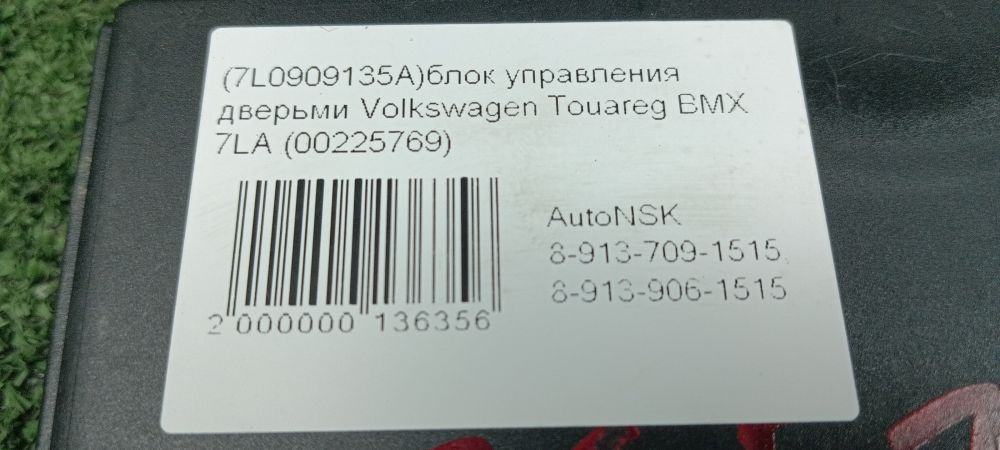 (7L0909135A)блок управления
дверьми Volkswagen Touareg BMX
7LA (00225769)
AutoNSK
8-913-709-1515
8-913-906-1515
2 000000 136356